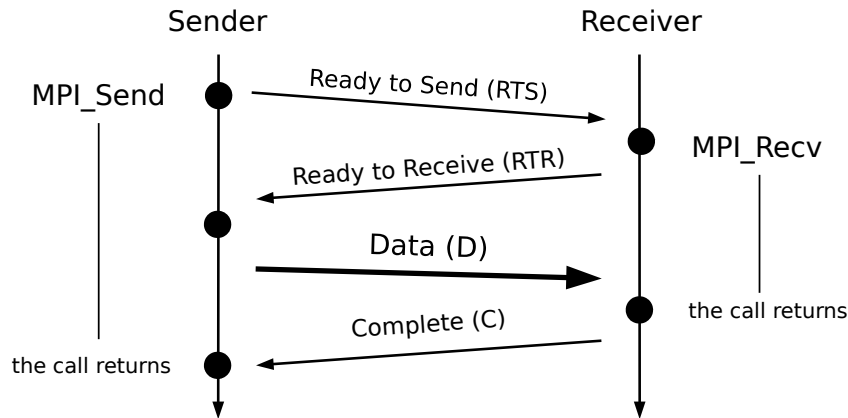 Sender
Receiver
Ready to Send (RTS)
MPI_Send
MPI_Recv
Ready to Receive (RTR)
Data (D)
the call returns
Complete (C)
the call returns